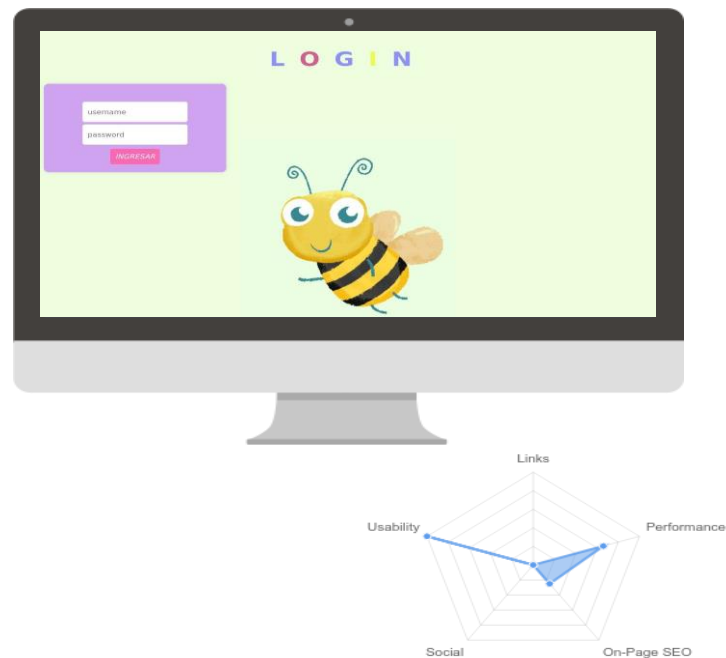 LOGIN
username
password
INGRESAR
Links
Usability
Performance
Social
On-Page SEO